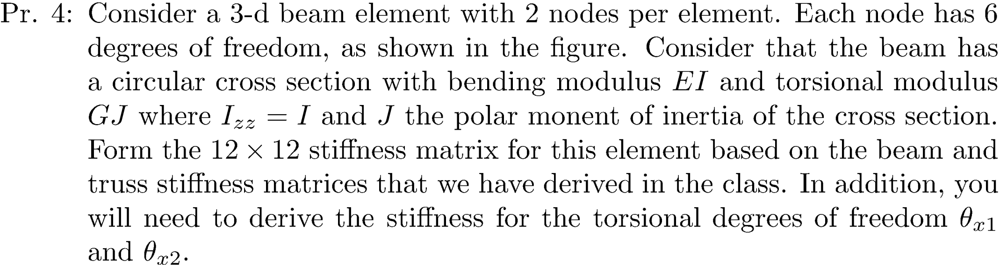 Pr. 4: Consider a 3-d beam element with 2 nodes per element. Each node has 6
degrees of freedom, as shown in the figure. Consider that the beam has
a circular cross section with bending modulus EI and torsional modulus
GJ where I_{zz} = I and J the polar monent of inertia of the cross section.
Form the 12 × 12 stiffness matrix for this element based on the beam and
truss stiffness matrices that we have derived in the class. In addition, you
will need to derive the stiffness for the torsional degrees of freedom θ_{x1}
and θ_{x2}.